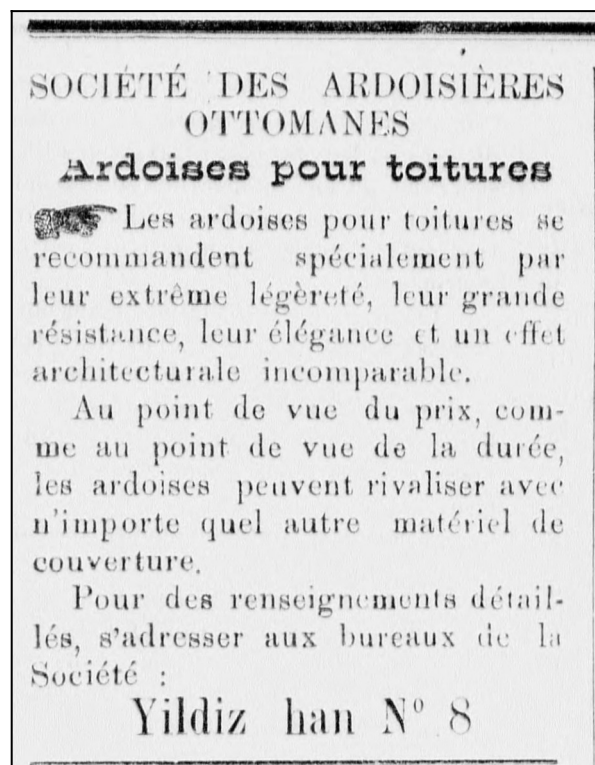 SOCIÉTÉ DES ARDOISIÈRES
OTTOMANES
Ardoises pour toitures
Les ardoises pour toitures se
recommandent spécialement par
leur extrême légèreté, leur grande
résistance, leur élégance et un effet
architecturale incomparable.
Au point de vue du prix, com-
me au point de vue de la durée,
les ardoises peuvent rivaliser avec
n'importe quel autre matériel de
couverture.
Pour des renseignements détail-
lés, s'adresser aux bureaux de la
Société :
Yildiz han Nº 8